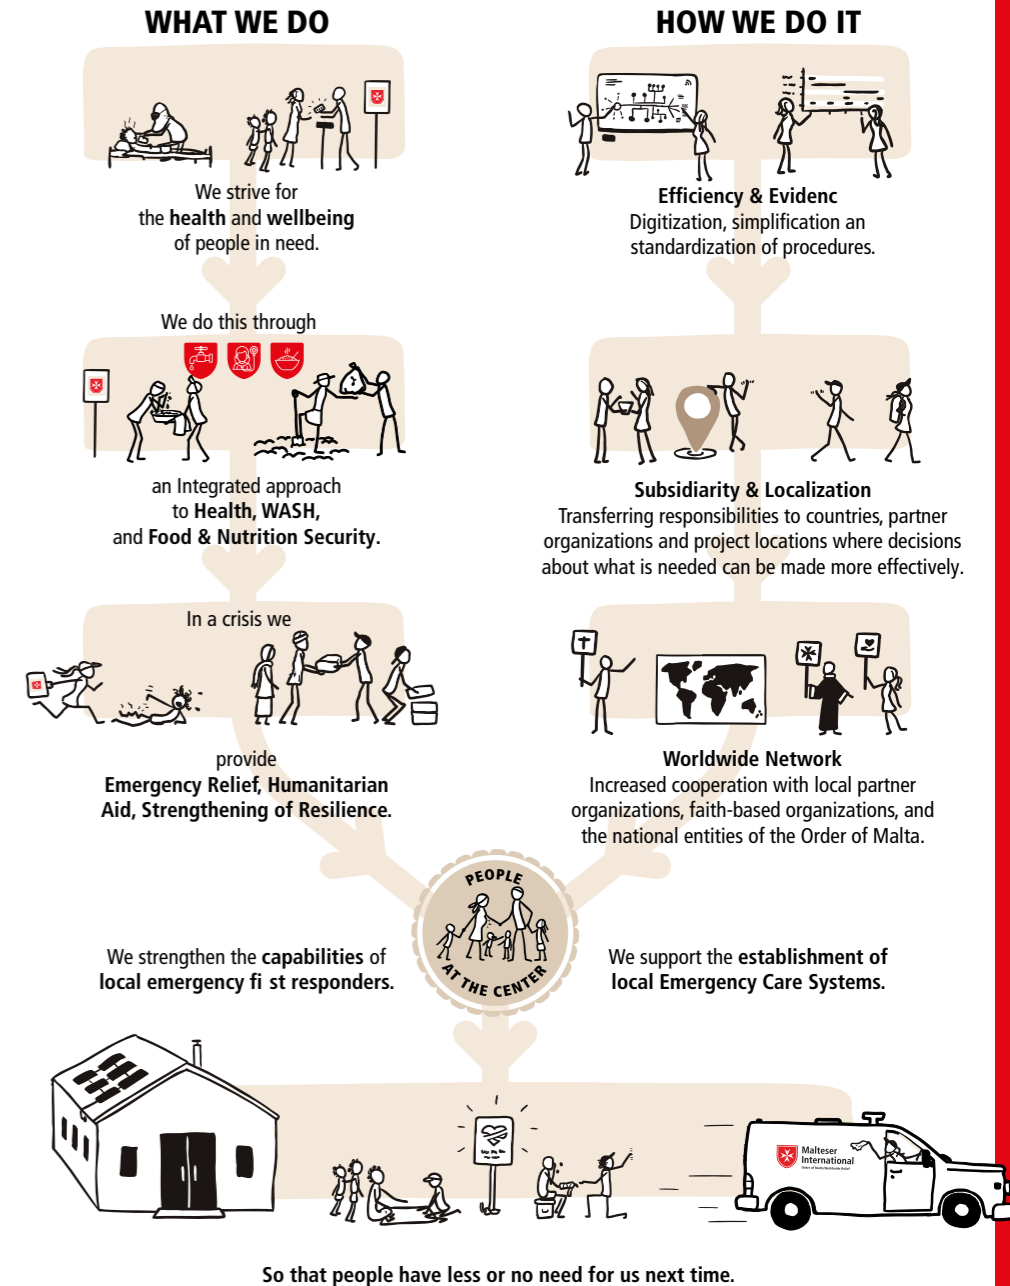 WHAT WE DO
We strive for
the health and wellbeing
of people in need.
We do this through
an Integrated approach
to Health, WASH,
and Food & Nutrition Security.
In a crisis we
provide
Emergency Relief, Humanitarian
Aid, Strengthening of Resilience.
HOW WE DO IT
Efficiency & Evidenc
Digitization, simplification an
standardization of procedures.
Subsidiarity & Localization
Transferring responsibilities to countries, partner
organizations and project locations where decisions
about what is needed can be made more effectively.
Worldwide Network
Increased cooperation with local partner
organizations, faith-based organizations, and
the national entities of the Order of Malta.
PEOPLE
AT THE CENTER
We strengthen the capabilities of
local emergency fi st responders.
We support the establishment of
local Emergency Care Systems.
Malteser
International
Order of Malta Worldwide Relief
So that people have less or no need for us next time.